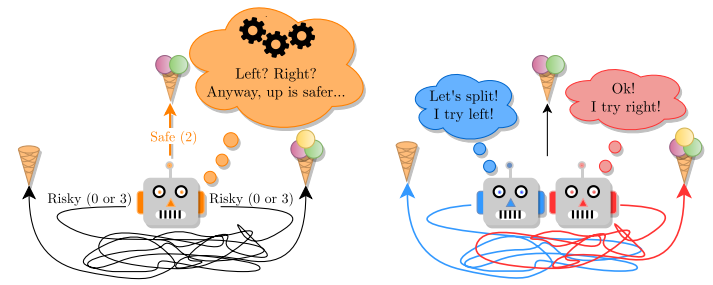 Left? Right?
Anyway, up is safer...
Safe (2)
Risky (0 or 3)
Risky (0 or 3)
Let's split!
I try left!
Ok!
I try right!